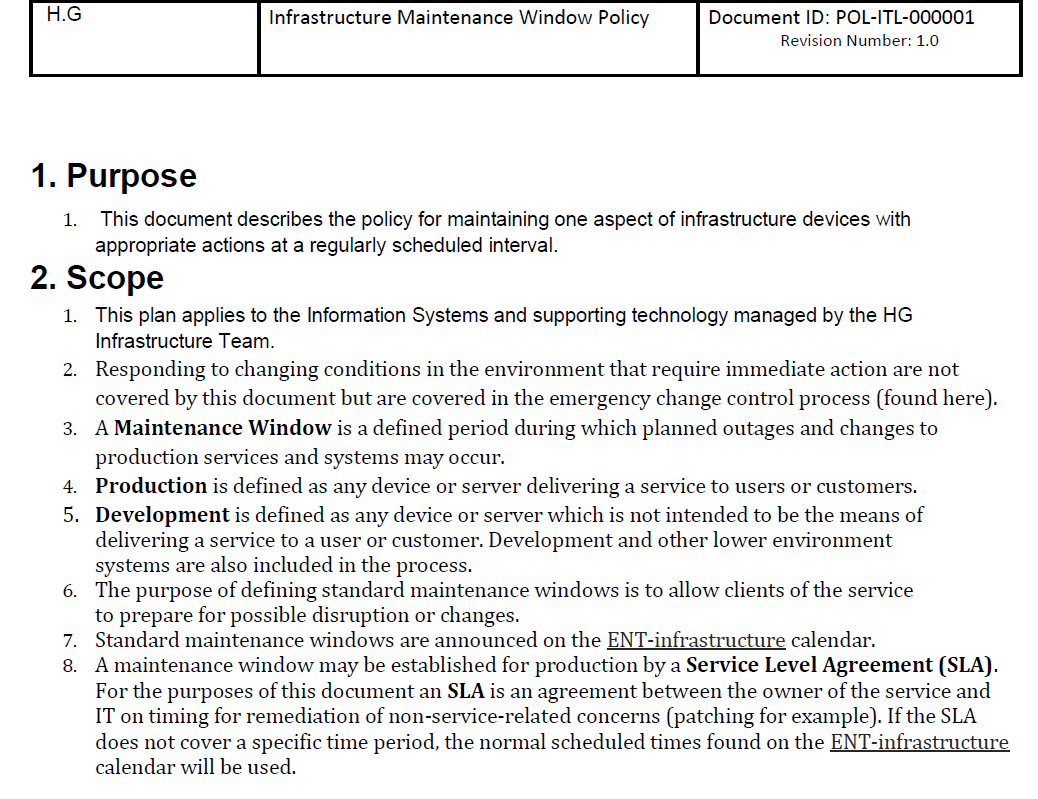 H.G
Infrastructure Maintenance Window Policy
Document ID: POL-ITL-000001
Revision Number: 1.0
1. Purpose
1. This document describes the policy for maintaining one aspect of infrastructure devices with
appropriate actions at a regularly scheduled interval.
2. Scope
1. This plan applies to the Information Systems and supporting technology managed by the HG
Infrastructure Team.
2. Responding to changing conditions in the environment that require immediate action are not
covered by this document but are covered in the emergency change control process (found here).
3. A Maintenance Window is a defined period during which planned outages and changes to
production services and systems may occur.
4. Production is defined as any device or server delivering a service to users or customers.
5. Development is defined as any device or server which is not intended to be the means of
delivering a service to a user or customer. Development and other lower environment
systems are also included in the process.
6. The purpose of defining standard maintenance windows is to allow clients of the service
to prepare for possible disruption or changes.
7. Standard maintenance windows are announced on the ENT-infrastructure calendar.
8. A maintenance window may be established for production by a Service Level Agreement (SLA).
For the purposes of this document an SLA is an agreement between the owner of the service and
IT on timing for remediation of non-service-related concerns (patching for example). If the SLA
does not cover a specific time period, the normal scheduled times found on the ENT-infrastructure
calendar will be used.